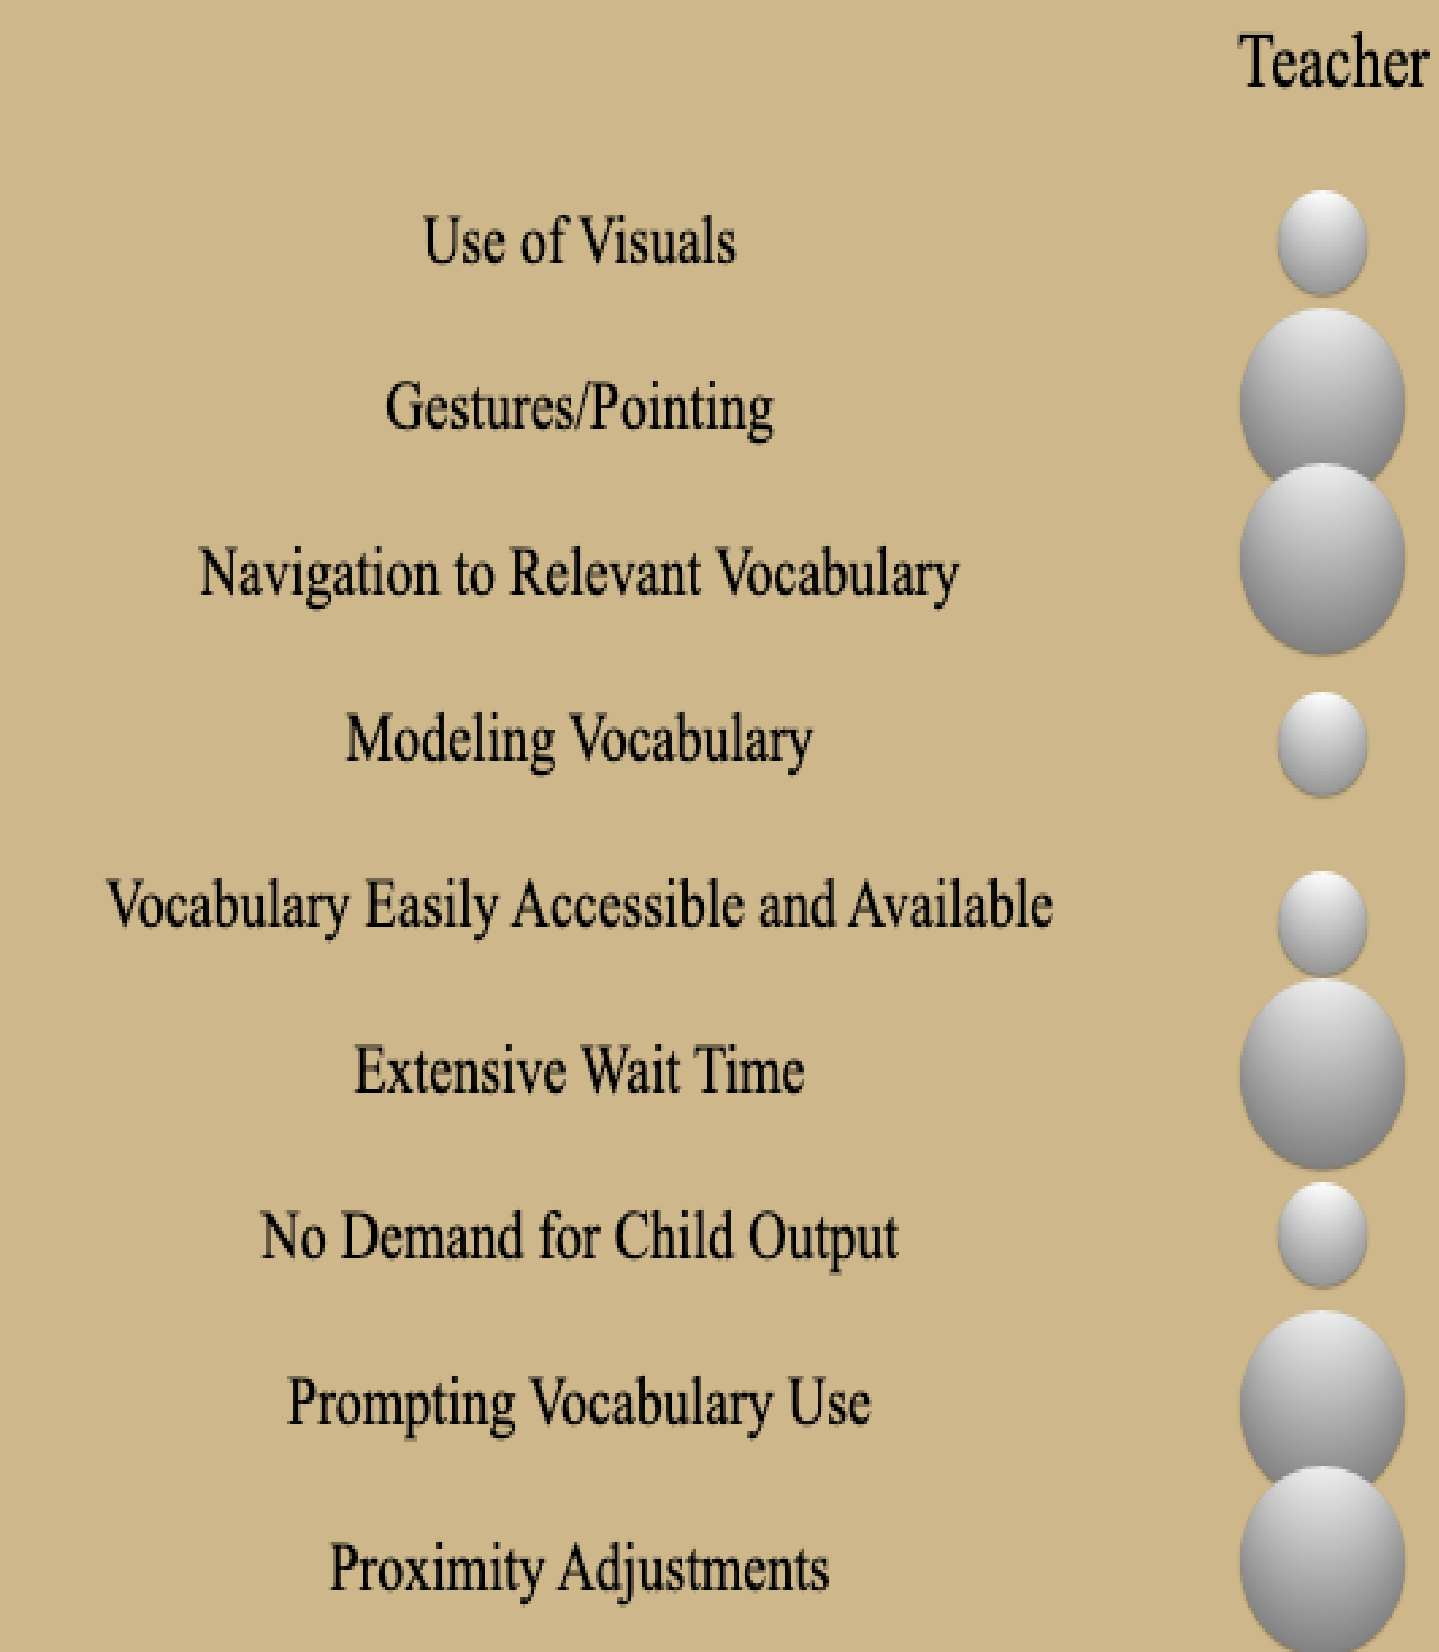 Teacher
Use of Visuals
Gestures/Pointing
Navigation to Relevant Vocabulary
Modeling Vocabulary
Vocabulary Easily Accessible and Available
Extensive Wait Time
No Demand for Child Output
Prompting Vocabulary Use
Proximity Adjustments